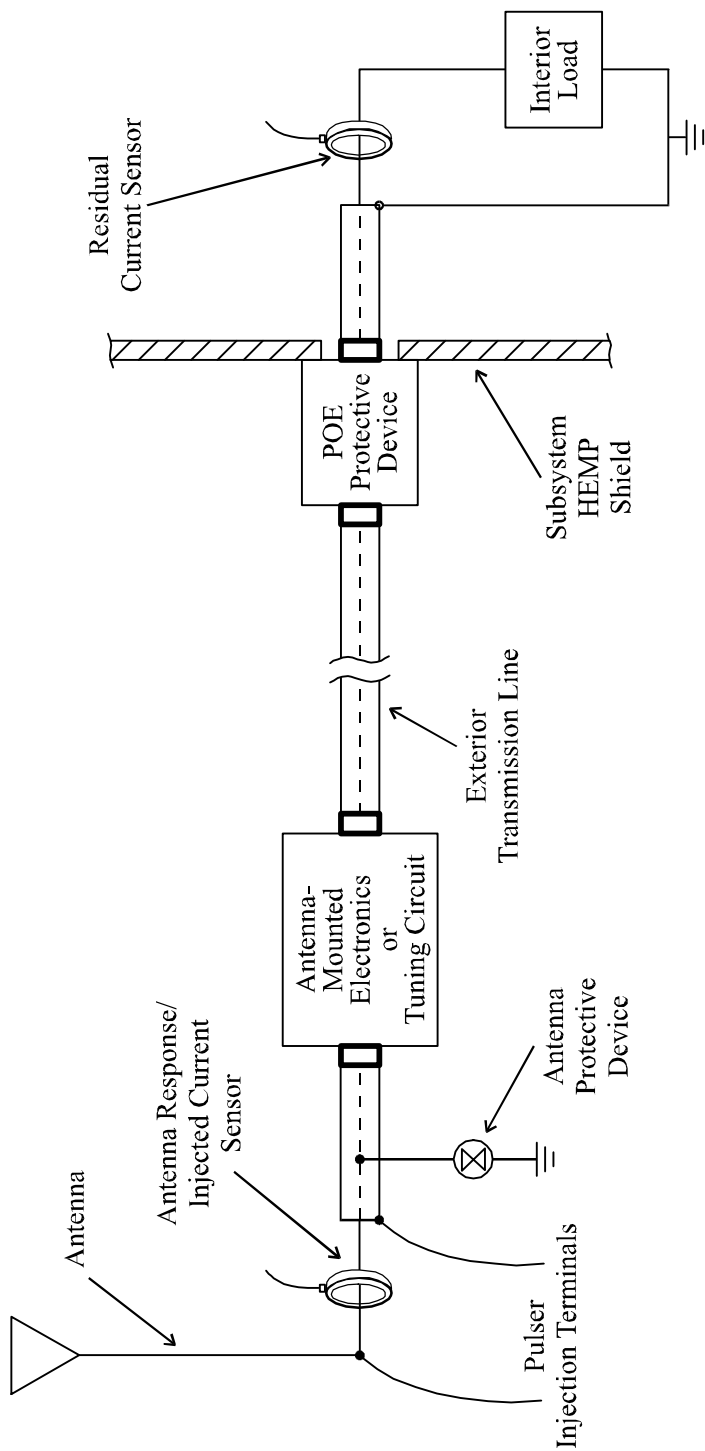 Antenna
Antenna Response/
Injected Current
Sensor
Pulser
Injection Terminals
Antenna
Protective
Device
Antenna-
Mounted
Electronics
or
Tuning Circuit
Exterior
Transmission Line
POE
Protective
Device
Subsystem
HEMP
Shield
Residual
Current Sensor
Interior
Load